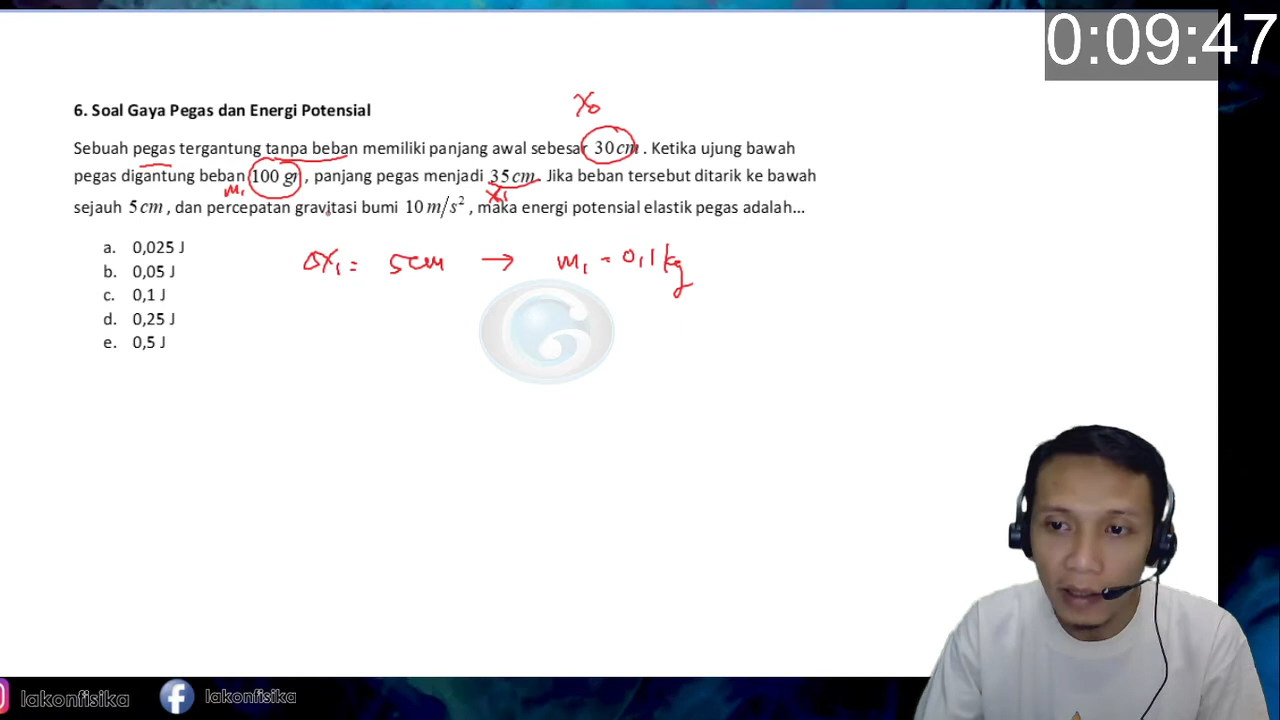 0:09:47
6. Soal Gaya Pegas dan Energi Potensial
x₀
Sebuah pegas tergantung tanpa beban memiliki panjang awal sebesar 30 cm . Ketika ujung bawah
pegas digantung beban 100 gr , panjang pegas menjadi 35 cm . Jika beban tersebut ditarik ke bawah
m₁ x₁
sejauh 5 cm , dan percepatan gravitasi bumi 10 m/s² , maka energi potensial elastik pegas adalah...
a. 0,025 J
Δx₁ = 5 cm → m₁ = 0,1 kg
b. 0,05 J
c. 0,1 J
d. 0,25 J
e. 0,5 J
lakonfisika lakonfisika